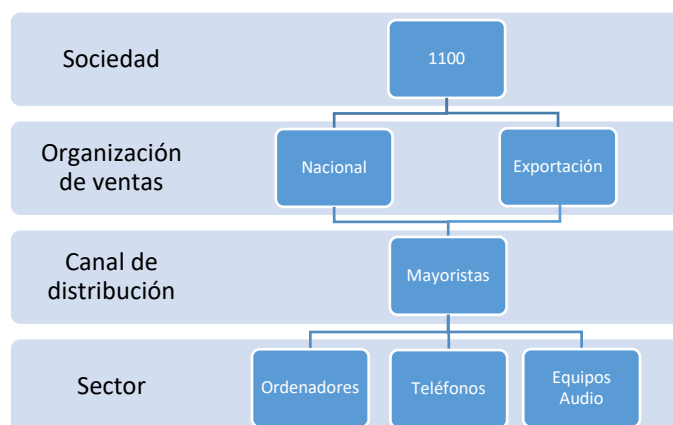 Sociedad
1100
Organización
de ventas
Nacional
Exportación
Canal de
distribución
Mayoristas
Sector
Ordenadores
Teléfonos
Equipos
Audio